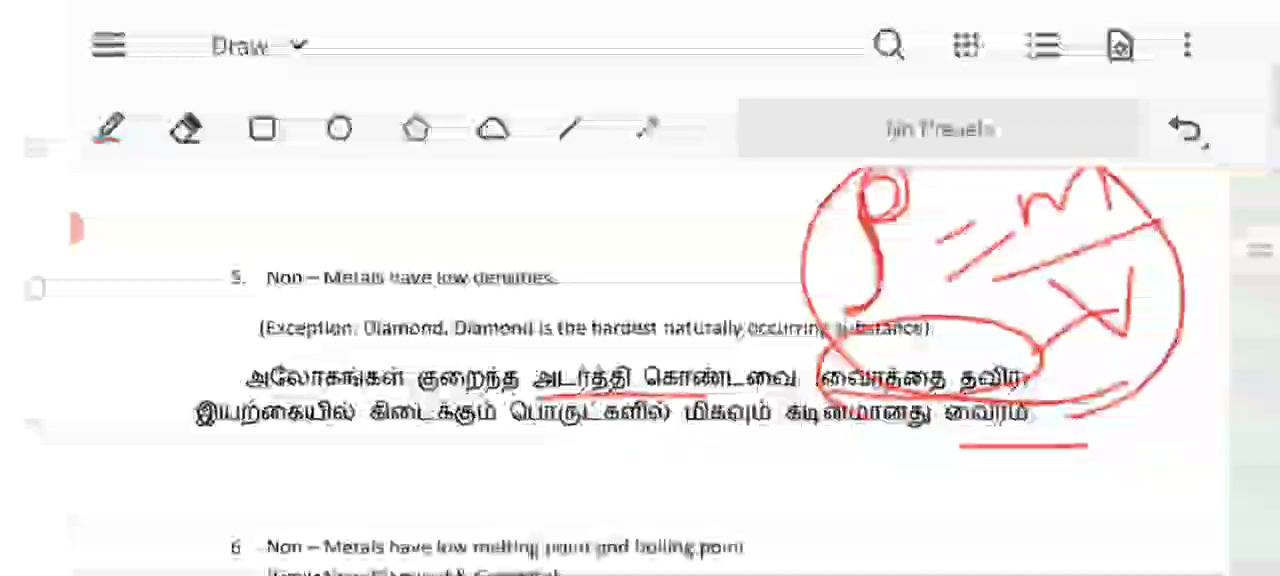 Draw
5. Non – Metals have low densities.
(Exception: Diamond. Diamond is the hardest naturally occurring substance)
அலோகங்கள் குறைந்த அடர்த்தி கொண்டவை (வைரத்தை தவிர,
இயற்கையில் கிடைக்கும் பொருட்களில் மிகவும் கடினமானது வைரம்
6 Non – Metals have low melting point and boiling point